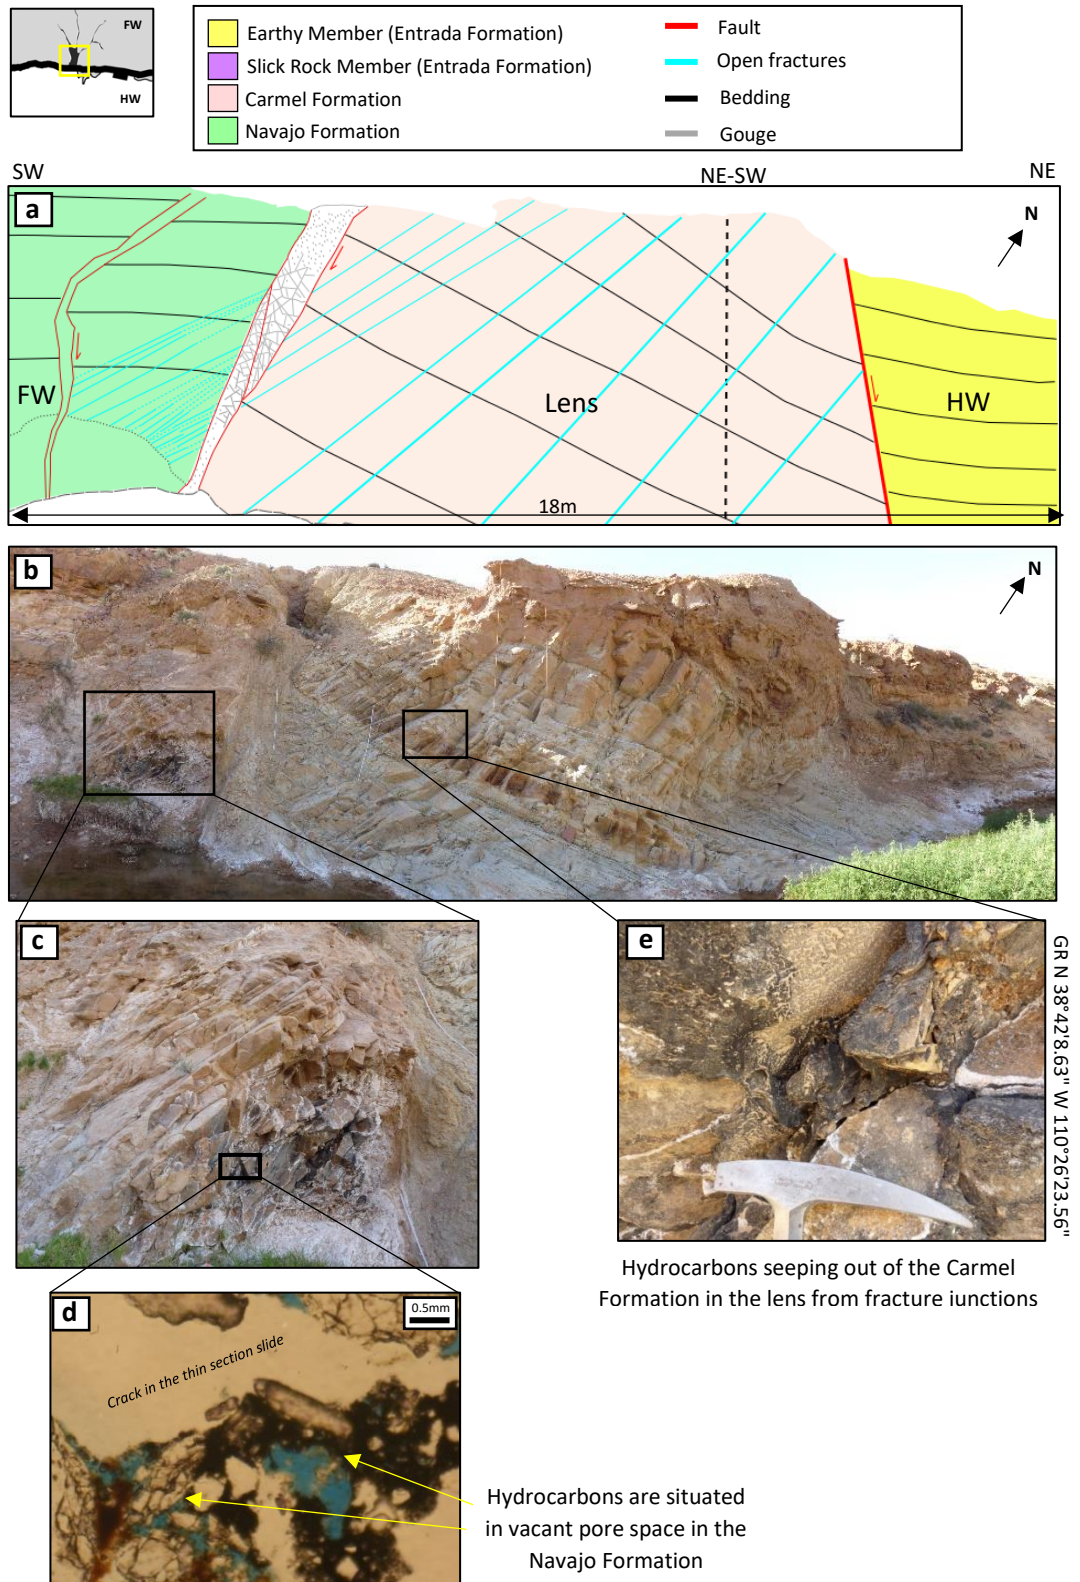 FW
HW
Earthy Member (Entrada Formation)
Slick Rock Member (Entrada Formation)
Carmel Formation
Navajo Formation
Fault
Open fractures
Bedding
Gouge
SW
NE-SW
NE
a
N
FW
Lens
HW
18m
b
N
c
e
GR N 38°42'8.63" W 110°26'23.56"
Hydrocarbons seeping out of the Carmel
Formation in the lens from fracture iunctions
d
0.5mm
Crack in the thin section slide
Hydrocarbons are situated
in vacant pore space in the
Navajo Formation